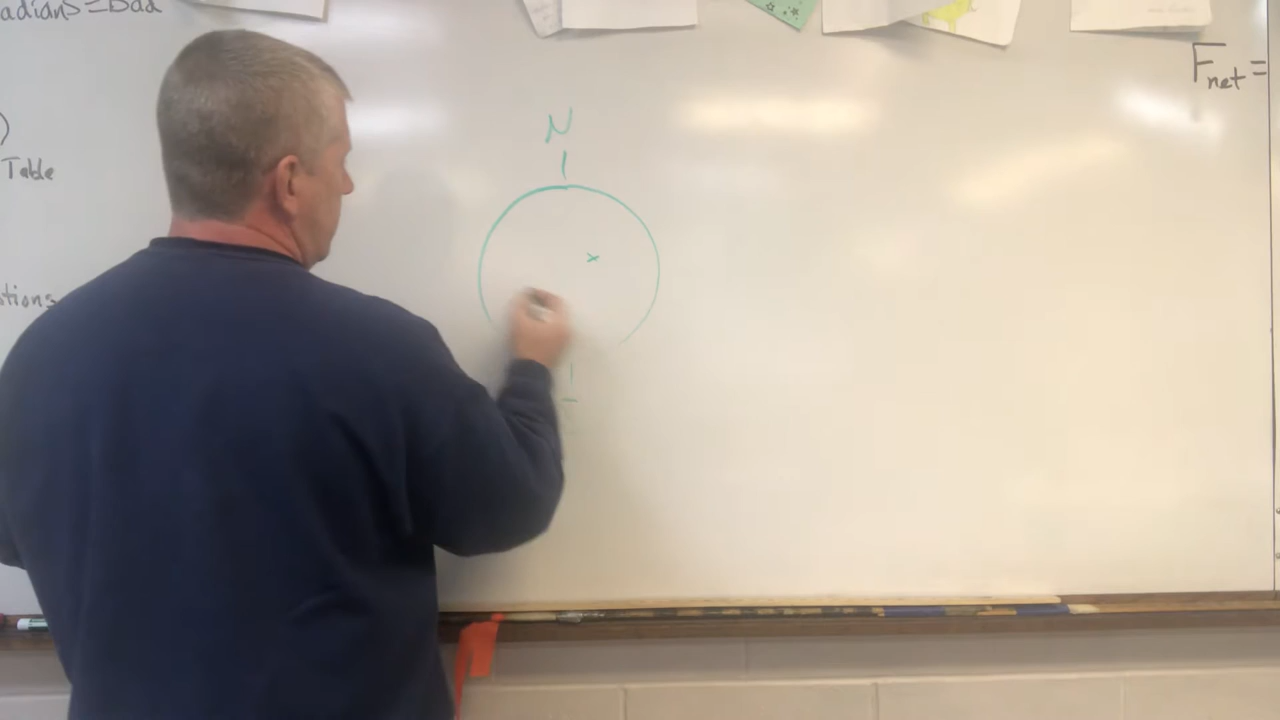 adians = Bad
)
Table
tions
N
x
Fnet =